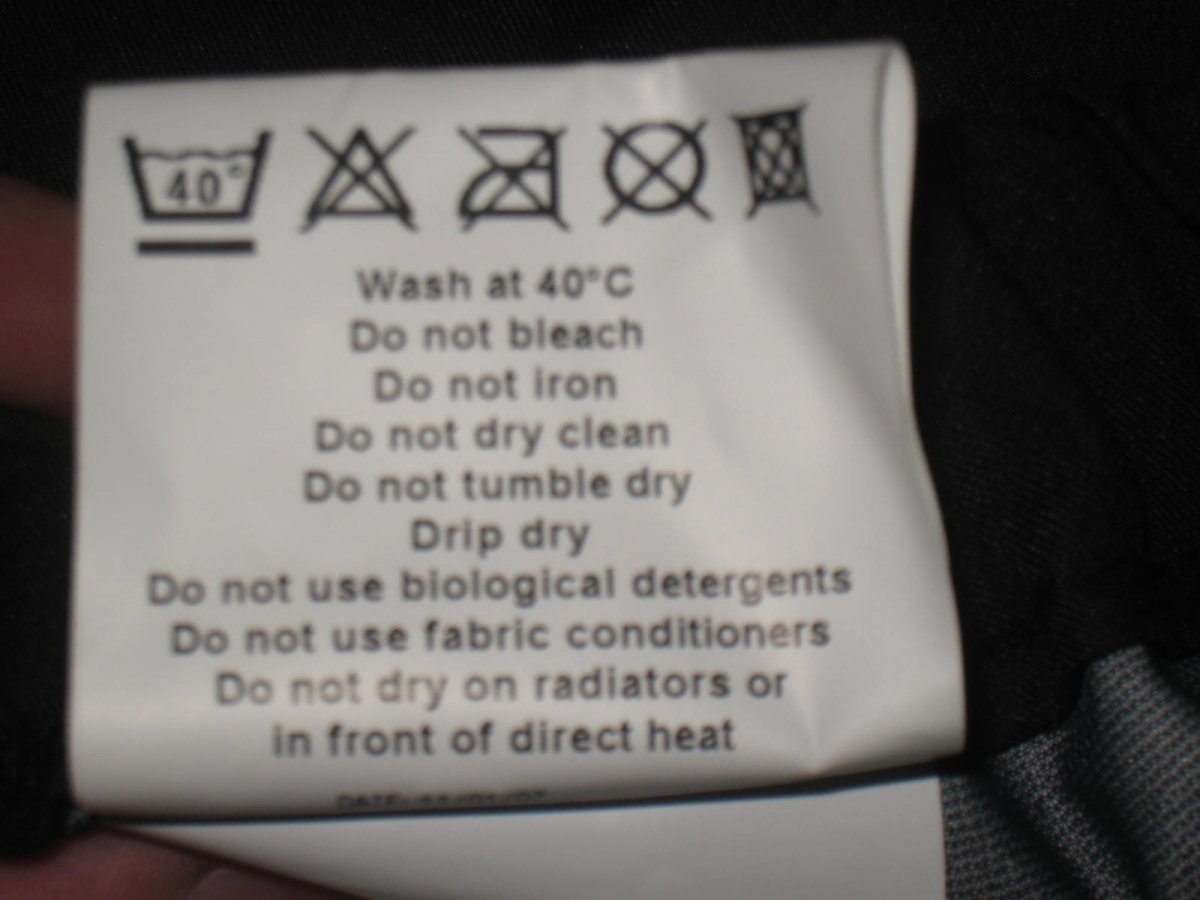 40°
Wash at 40°C
Do not bleach
Do not iron
Do not dry clean
Do not tumble dry
Drip dry
Do not use biological detergents
Do not use fabric conditioners
Do not dry on radiators or
in front of direct heat
DATE: